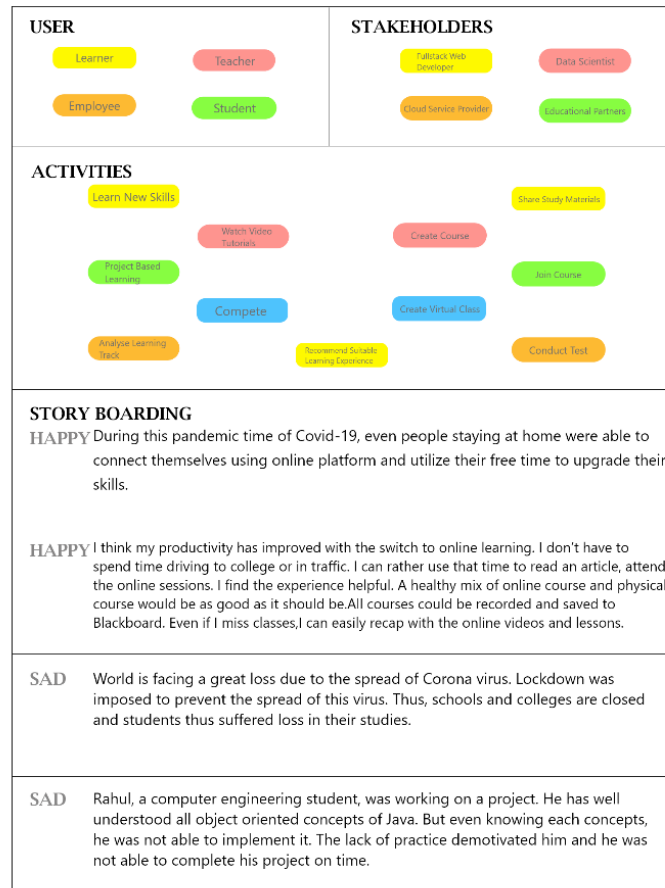 USER
STAKEHOLDERS
Learner
Teacher
Employee
Student
Fullstack Web
Developer
Data Scientist
Cloud Service Provider
Educational Partners
ACTIVITIES
Learn New Skills
Share Study Materials
Watch Video
Tutorials
Create Course
Project Based
Learning
Join Course
Compete
Create Virtual Class
Analyse Learning
Track
Recommend Suitable
Learning Experience
Conduct Test
STORY BOARDING
HAPPY During this pandemic time of Covid-19, even people staying at home were able to
connect themselves using online platform and utilize their free time to upgrade their
skills.
HAPPY I think my productivity has improved with the switch to online learning. I don't have to
spend time driving to college or in traffic. I can rather use that time to read an article, attend
the online sessions. I find the experience helpful. A healthy mix of online course and physical
course would be as good as it should be.All courses could be recorded and saved to
Blackboard. Even if I miss classes,I can easily recap with the online videos and lessons.
SAD World is facing a great loss due to the spread of Corona virus. Lockdown was
imposed to prevent the spread of this virus. Thus, schools and colleges are closed
and students thus suffered loss in their studies.
SAD Rahul, a computer engineering student, was working on a project. He has well
understood all object oriented concepts of Java. But even knowing each concepts,
he was not able to implement it. The lack of practice demotivated him and he was
not able to complete his project on time.